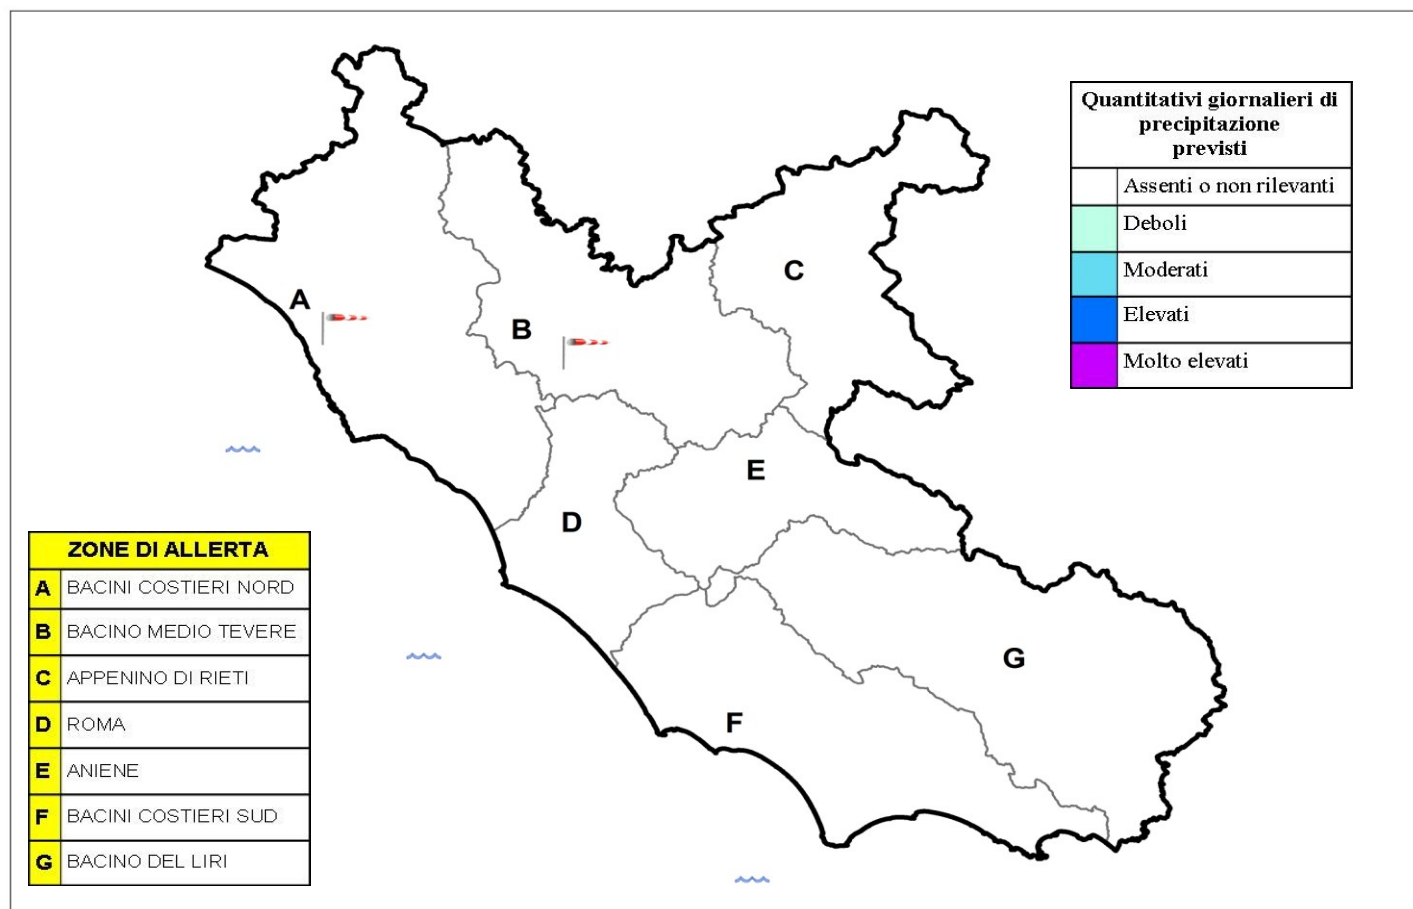 Quantitativi giornalieri di
precipitazione
previsti
Assenti o non rilevanti
Deboli
Moderati
Elevati
Molto elevati
A
B
C
D
E
F
G
ZONE DI ALLERTA
A BACINI COSTIERI NORD
B BACINO MEDIO TEVERE
C APPENINO DI RIETI
D ROMA
E ANIENE
F BACINI COSTIERI SUD
G BACINO DEL LIRI